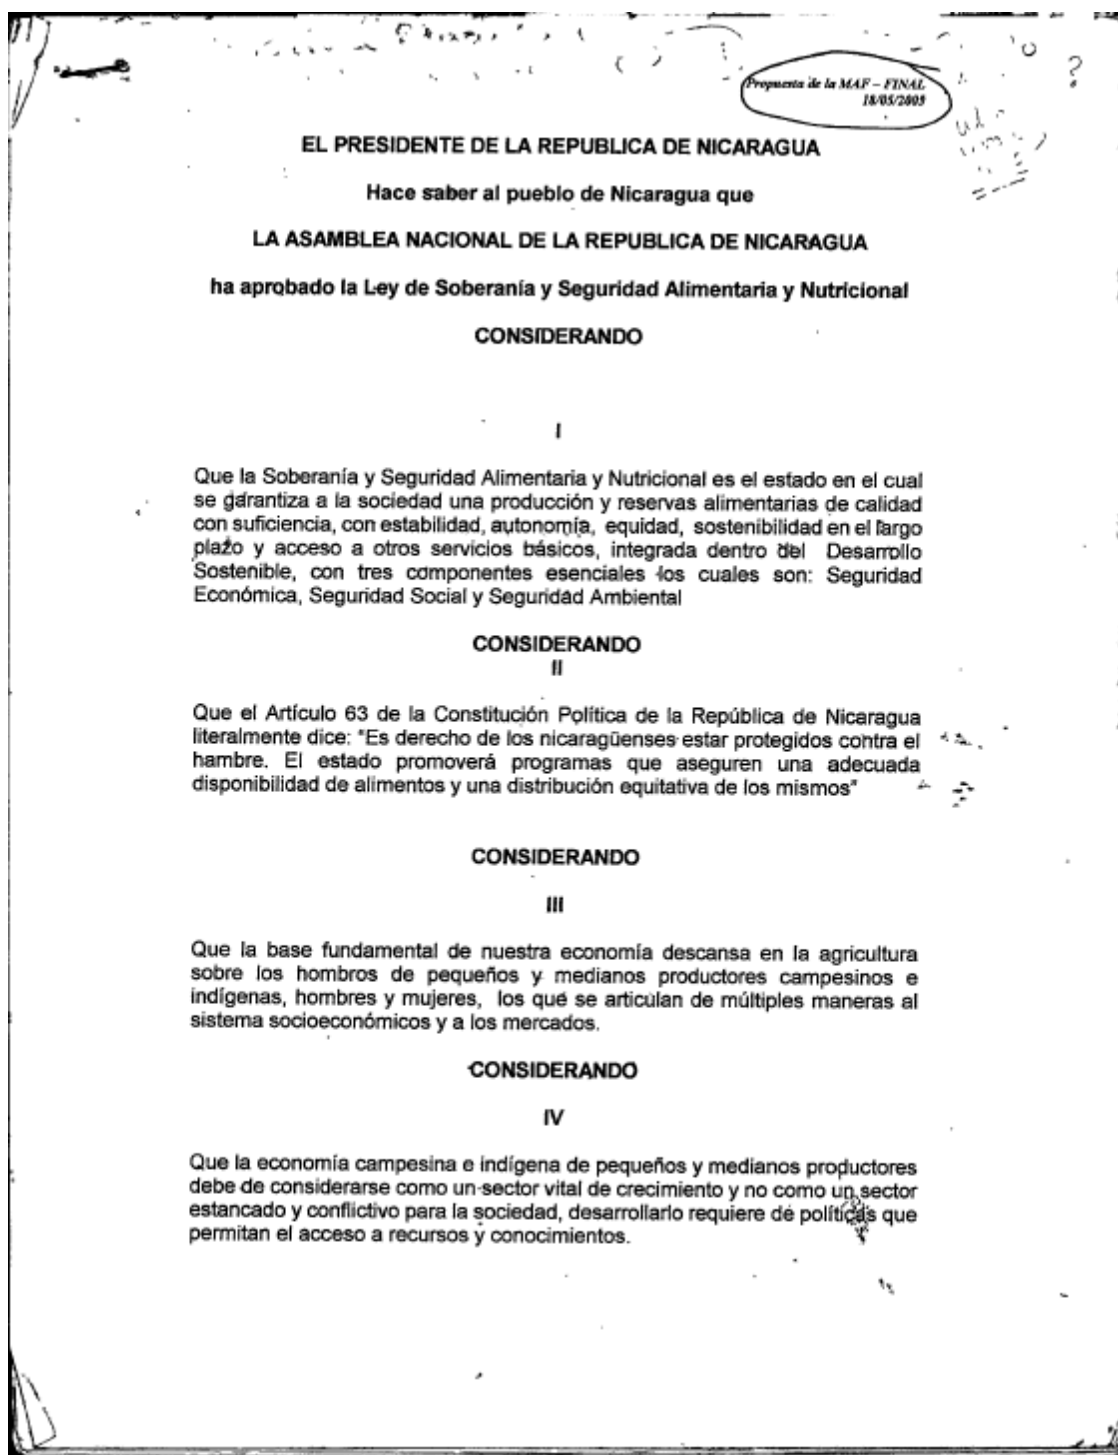 Propuesta de la MAF – FINAL
18/05/2005
EL PRESIDENTE DE LA REPUBLICA DE NICARAGUA
Hace saber al pueblo de Nicaragua que
LA ASAMBLEA NACIONAL DE LA REPUBLICA DE NICARAGUA
ha aprobado la Ley de Soberanía y Seguridad Alimentaria y Nutricional
CONSIDERANDO
I
Que la Soberanía y Seguridad Alimentaria y Nutricional es el estado en el cual
se garantiza a la sociedad una producción y reservas alimentarias de calidad
con suficiencia, con estabilidad, autonomía, equidad, sostenibilidad en el largo
plazo y acceso a otros servicios básicos, integrada dentro del Desarrollo
Sostenible, con tres componentes esenciales los cuales son: Seguridad
Económica, Seguridad Social y Seguridad Ambiental
CONSIDERANDO
II
Que el Artículo 63 de la Constitución Política de la República de Nicaragua
literalmente dice: "Es derecho de los nicaragüenses estar protegidos contra el
hambre. El estado promoverá programas que aseguren una adecuada
disponibilidad de alimentos y una distribución equitativa de los mismos"
CONSIDERANDO
III
Que la base fundamental de nuestra economía descansa en la agricultura
sobre los hombros de pequeños y medianos productores campesinos e
indígenas, hombres y mujeres, los que se articulan de múltiples maneras al
sistema socioeconómicos y a los mercados.
CONSIDERANDO
IV
Que la economía campesina e indígena de pequeños y medianos productores
debe de considerarse como un sector vital de crecimiento y no como un sector
estancado y conflictivo para la sociedad, desarrollarlo requiere de políticas que
permitan el acceso a recursos y conocimientos.